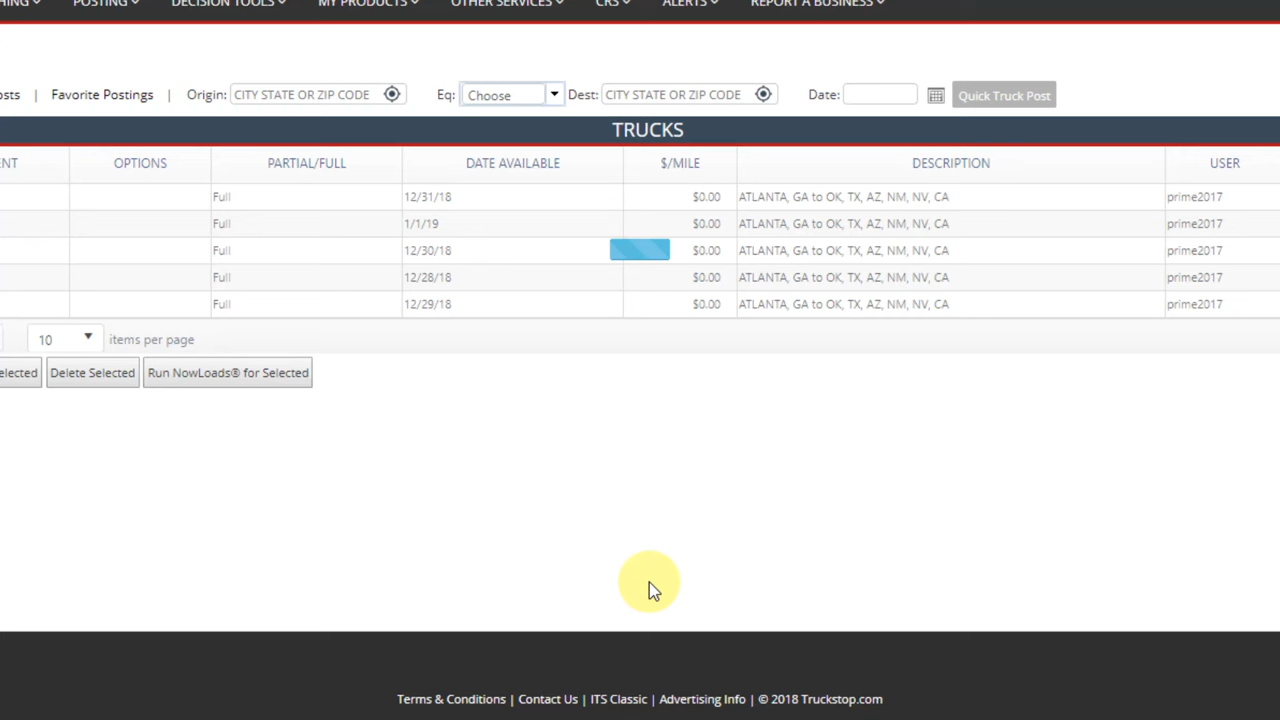 HING POSTING DECISION TOOLS MY PRODUCTS OTHER SERVICES CRS ALERTS REPORT A BUSINESS
osts | Favorite Postings | Origin: CITY STATE OR ZIP CODE Eq: Choose Dest: CITY STATE OR ZIP CODE Date: Quick Truck Post
TRUCKS
ENT OPTIONS PARTIAL/FULL DATE AVAILABLE $/MILE DESCRIPTION USER
Full 12/31/18 $0.00 ATLANTA, GA to OK, TX, AZ, NM, NV, CA prime2017
Full 1/1/19 $0.00 ATLANTA, GA to OK, TX, AZ, NM, NV, CA prime2017
Full 12/30/18 $0.00 ATLANTA, GA to OK, TX, AZ, NM, NV, CA prime2017
Full 12/28/18 $0.00 ATLANTA, GA to OK, TX, AZ, NM, NV, CA prime2017
Full 12/29/18 $0.00 ATLANTA, GA to OK, TX, AZ, NM, NV, CA prime2017
10 items per page
elected Delete Selected Run NowLoads® for Selected
Terms & Conditions | Contact Us | ITS Classic | Advertising Info | © 2018 Truckstop.com